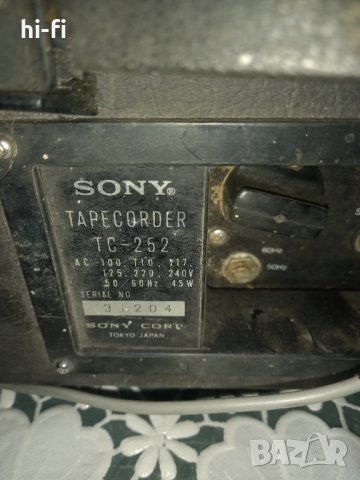 hi-fi
SONY®
TAPECORDER
TC-252
AC 100, 110, 117,
125, 220, 240V
50/60Hz 45W
SERIAL NO.
SONY CORP
TOKYO JAPAN
60Hz
50Hz
BAZAR